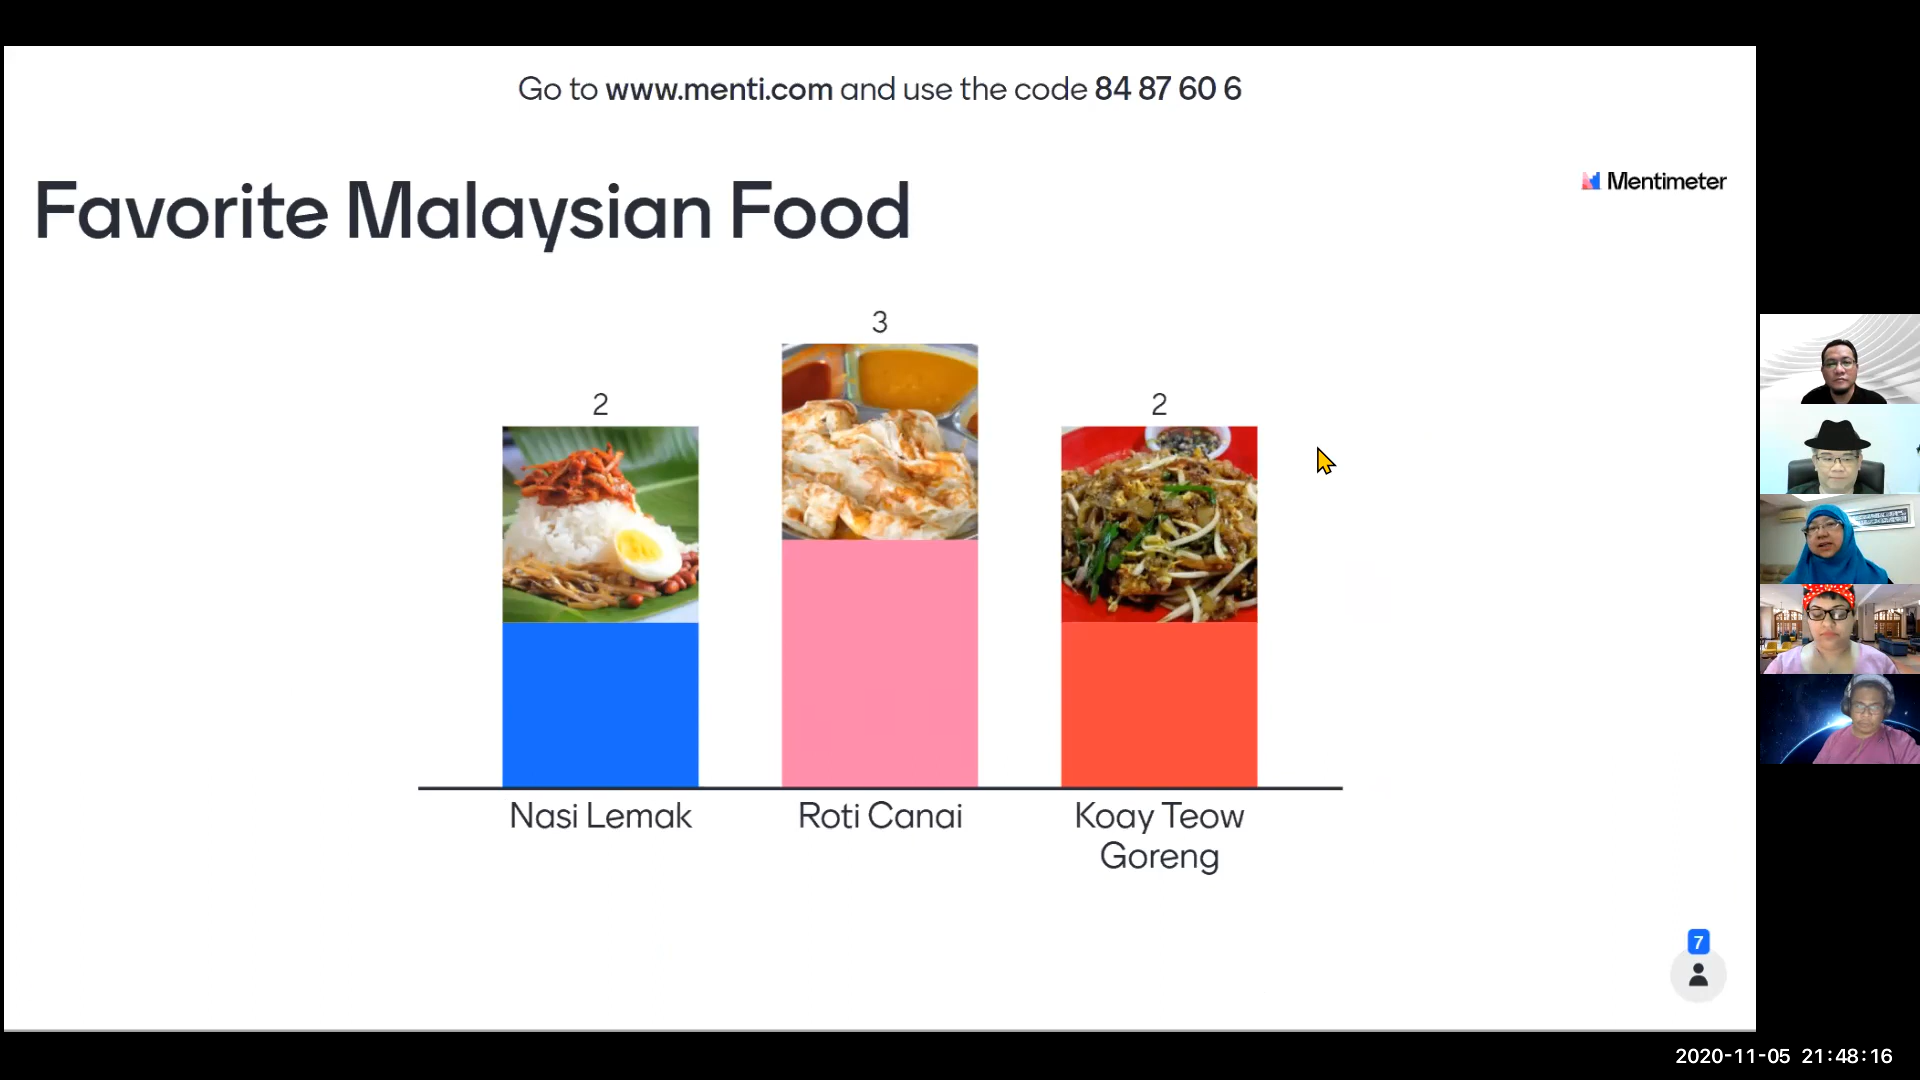 Go to www.menti.com and use the code 84 87 60 6
Mentimeter
Favorite Malaysian Food
3
2
2
Nasi Lemak
Roti Canai
Koay Teow
Goreng
7
2020-11-05 21:48:16